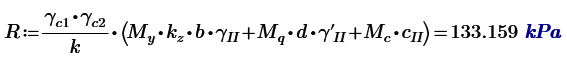 R:=γc1•γc2/k•(My•kz•b•γII+Mq•d•γ′II+Mc•cII)=133.159 kPa